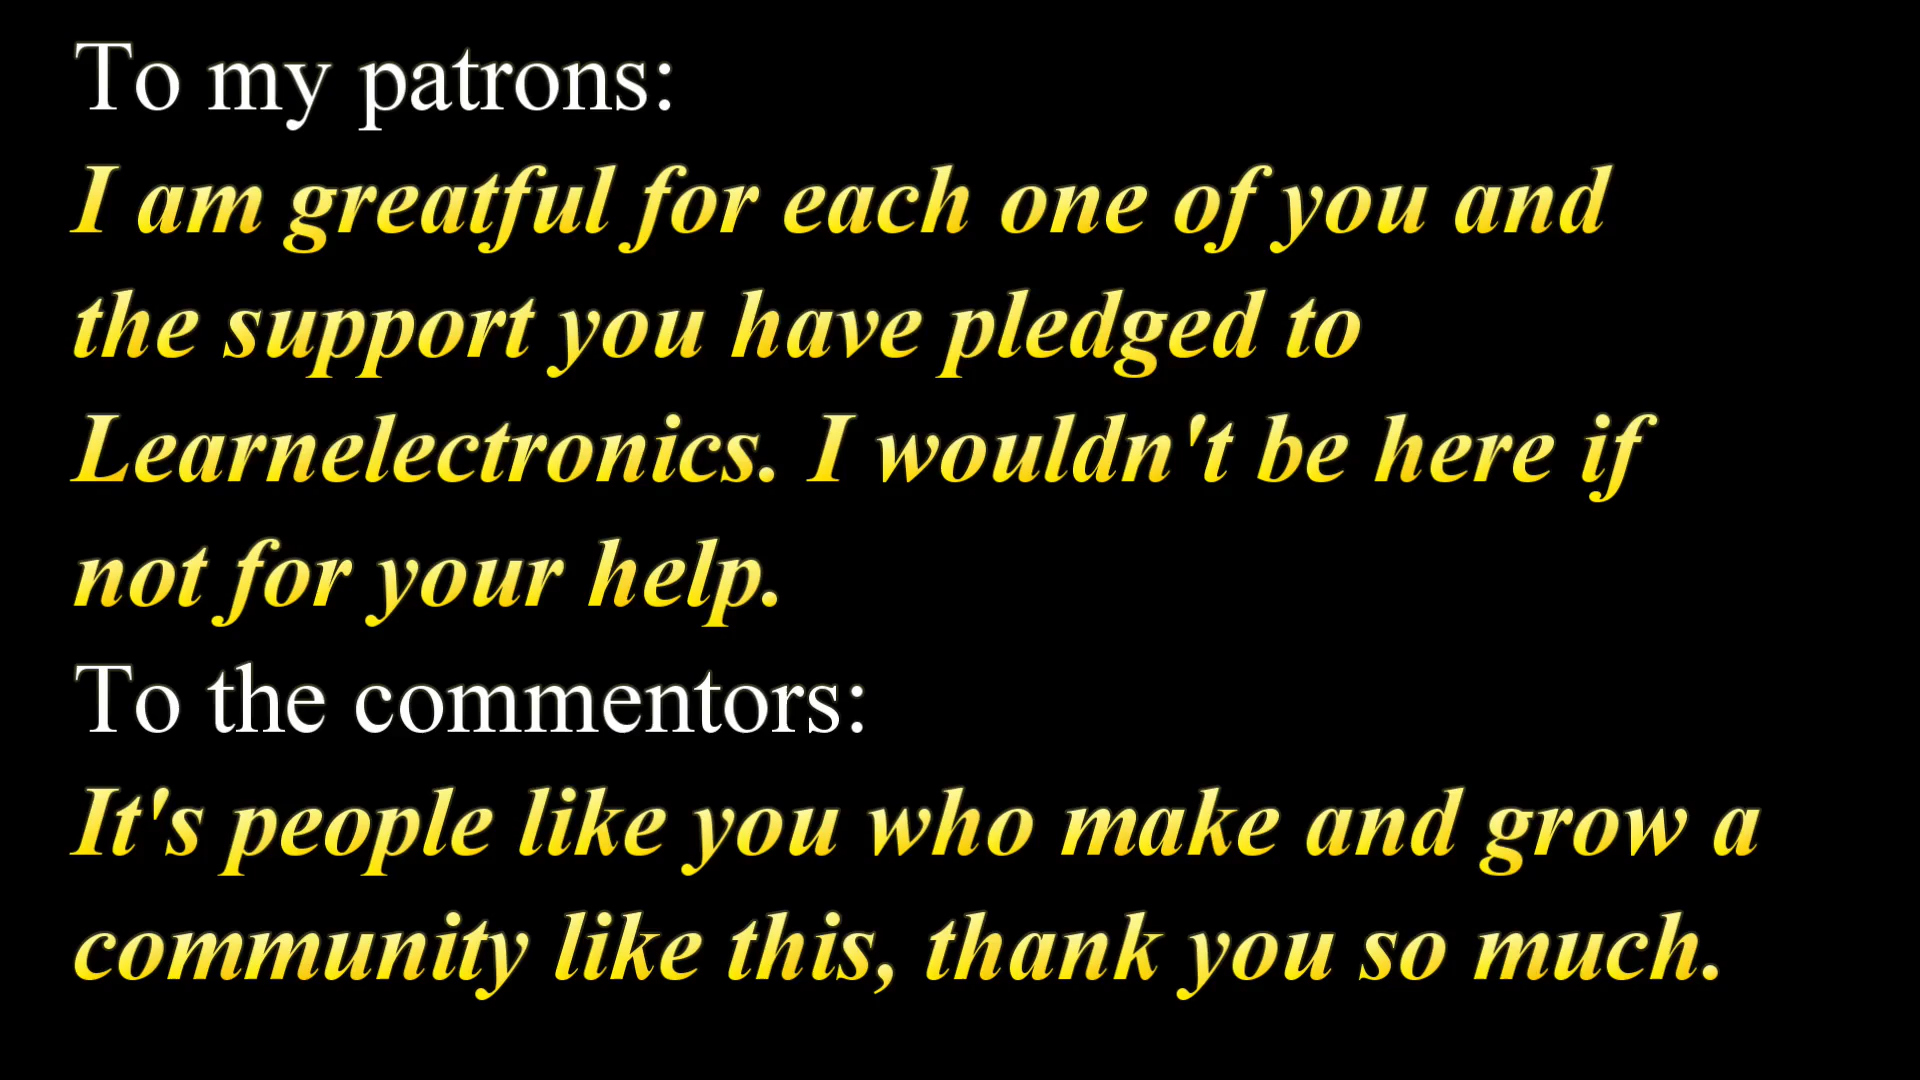 To my patrons:
I am greatful for each one of you and
the support you have pledged to
Learnelectronics. I wouldn't be here if
not for your help.
To the commentors:
It's people like you who make and grow a
community like this, thank you so much.